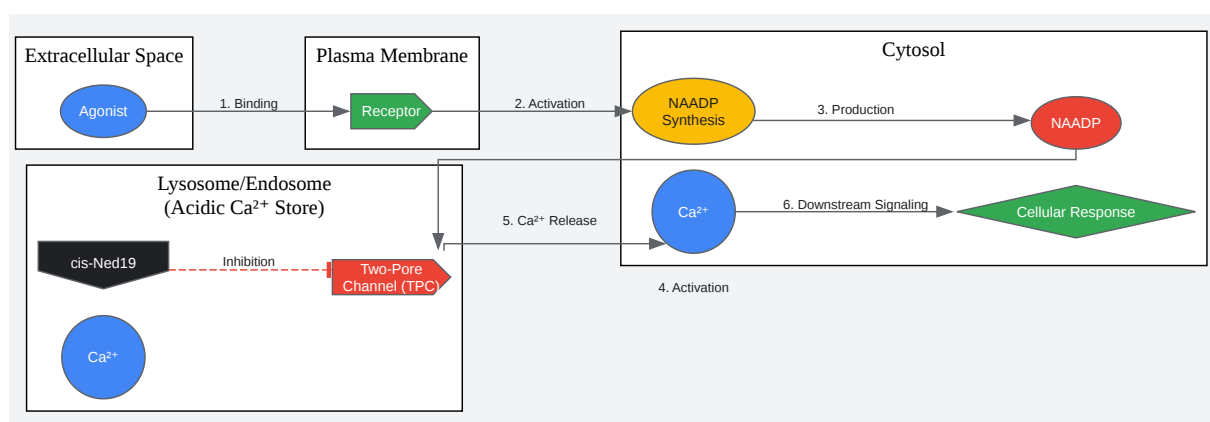 Extracellular Space
Agonist
1. Binding
Plasma Membrane
Receptor
2. Activation
Cytosol
NAADP
Synthesis
3. Production
NAADP
Ca²⁺
6. Downstream Signaling
Cellular Response
Lysosome/Endosome
(Acidic Ca²⁺ Store)
cis-Ned19
Inhibition
Two-Pore
Channel (TPC)
Ca²⁺
5. Ca²⁺ Release
4. Activation